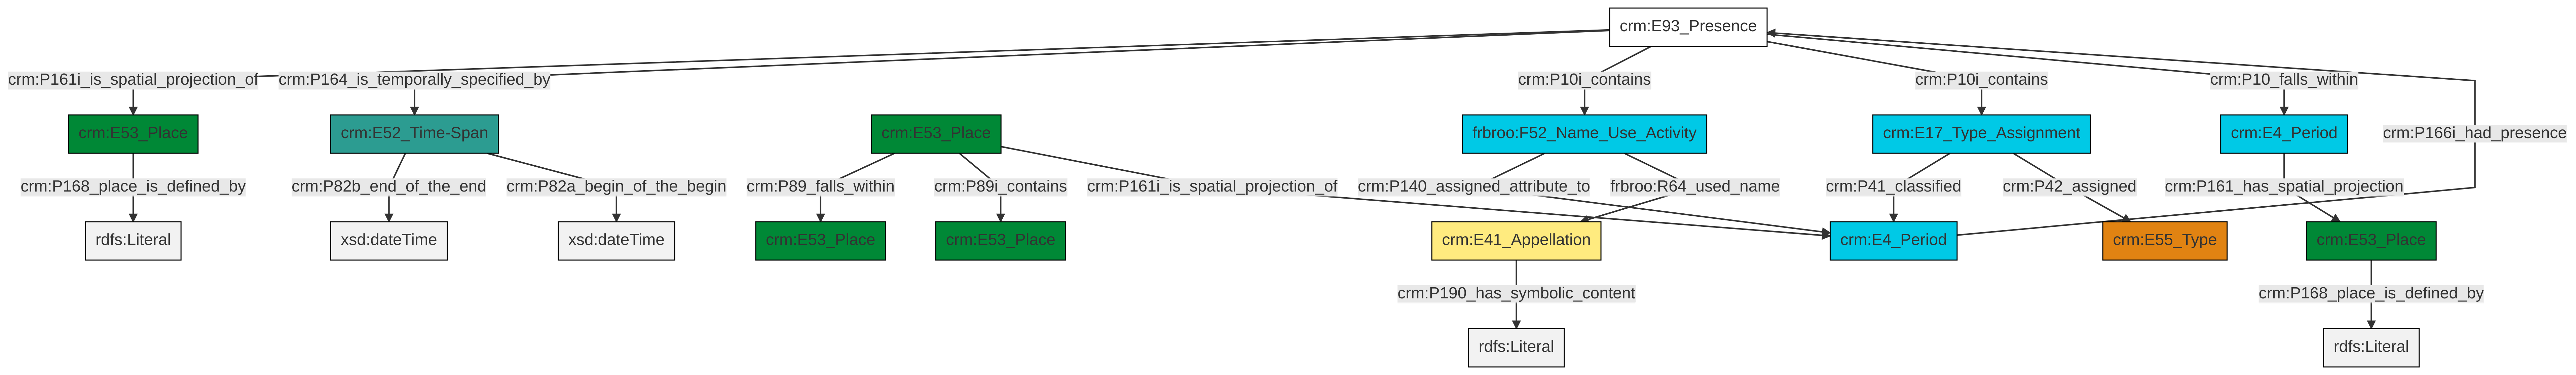 crm:E93_Presence
crm:P161i_is_spatial_projection_of
crm:P164_is_temporally_specified_by
crm:P10i_contains
crm:P10i_contains
crm:P10_falls_within
crm:E53_Place
crm:E52_Time-Span
crm:E53_Place
frbroo:F52_Name_Use_Activity
crm:E17_Type_Assignment
crm:E4_Period
crm:P166i_had_presence
crm:P168_place_is_defined_by
crm:P82b_end_of_the_end
crm:P82a_begin_of_the_begin
crm:P89_falls_within
crm:P89i_contains
crm:P161i_is_spatial_projection_of
crm:P140_assigned_attribute_to
frbroo:R64_used_name
crm:P41_classified
crm:P42_assigned
crm:P161_has_spatial_projection
rdfs:Literal
xsd:dateTime
xsd:dateTime
crm:E53_Place
crm:E53_Place
crm:E41_Appellation
crm:E4_Period
crm:E55_Type
crm:E53_Place
crm:P190_has_symbolic_content
crm:P168_place_is_defined_by
rdfs:Literal
rdfs:Literal